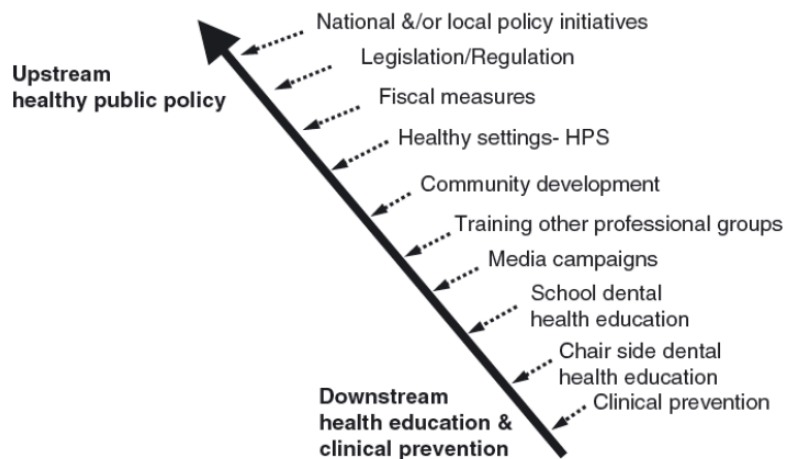 National &/or local policy initiatives
Legislation/Regulation
Upstream
healthy public policy
Fiscal measures
Healthy settings- HPS
Community development
Training other professional groups
Media campaigns
School dental
health education
Chair side dental
health education
Clinical prevention
Downstream
health education &
clinical prevention